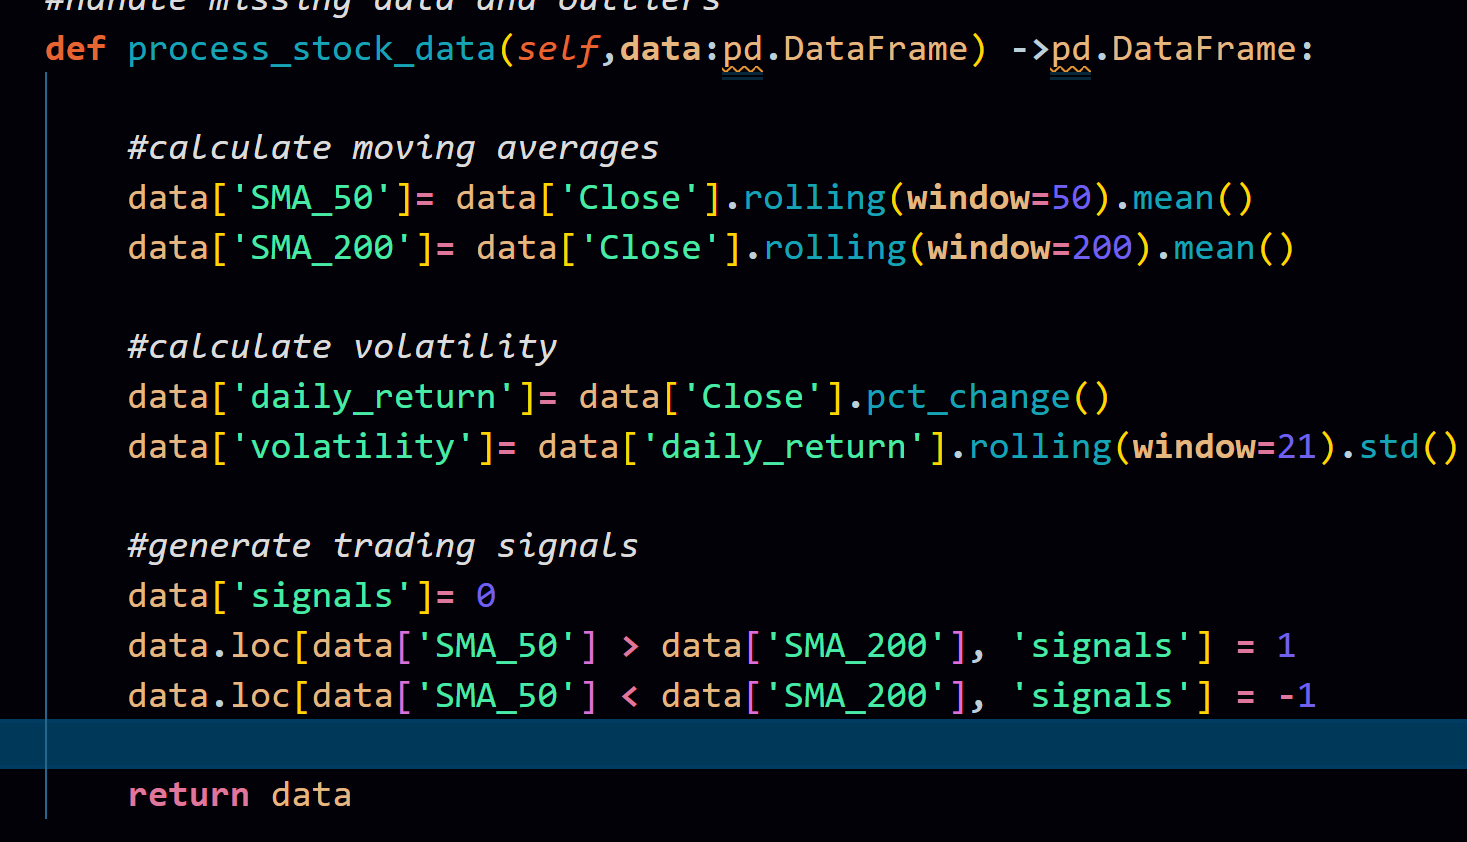 #handle missing data and outliers
def process_stock_data(self,data:pd.DataFrame) ->pd.DataFrame:
#calculate moving averages
data['SMA_50']= data['Close'].rolling(window=50).mean()
data['SMA_200']= data['Close'].rolling(window=200).mean()
#calculate volatility
data['daily_return']= data['Close'].pct_change()
data['volatility']= data['daily_return'].rolling(window=21).std()
#generate trading signals
data['signals']= 0
data.loc[data['SMA_50'] > data['SMA_200'], 'signals'] = 1
data.loc[data['SMA_50'] < data['SMA_200'], 'signals'] = -1
return data